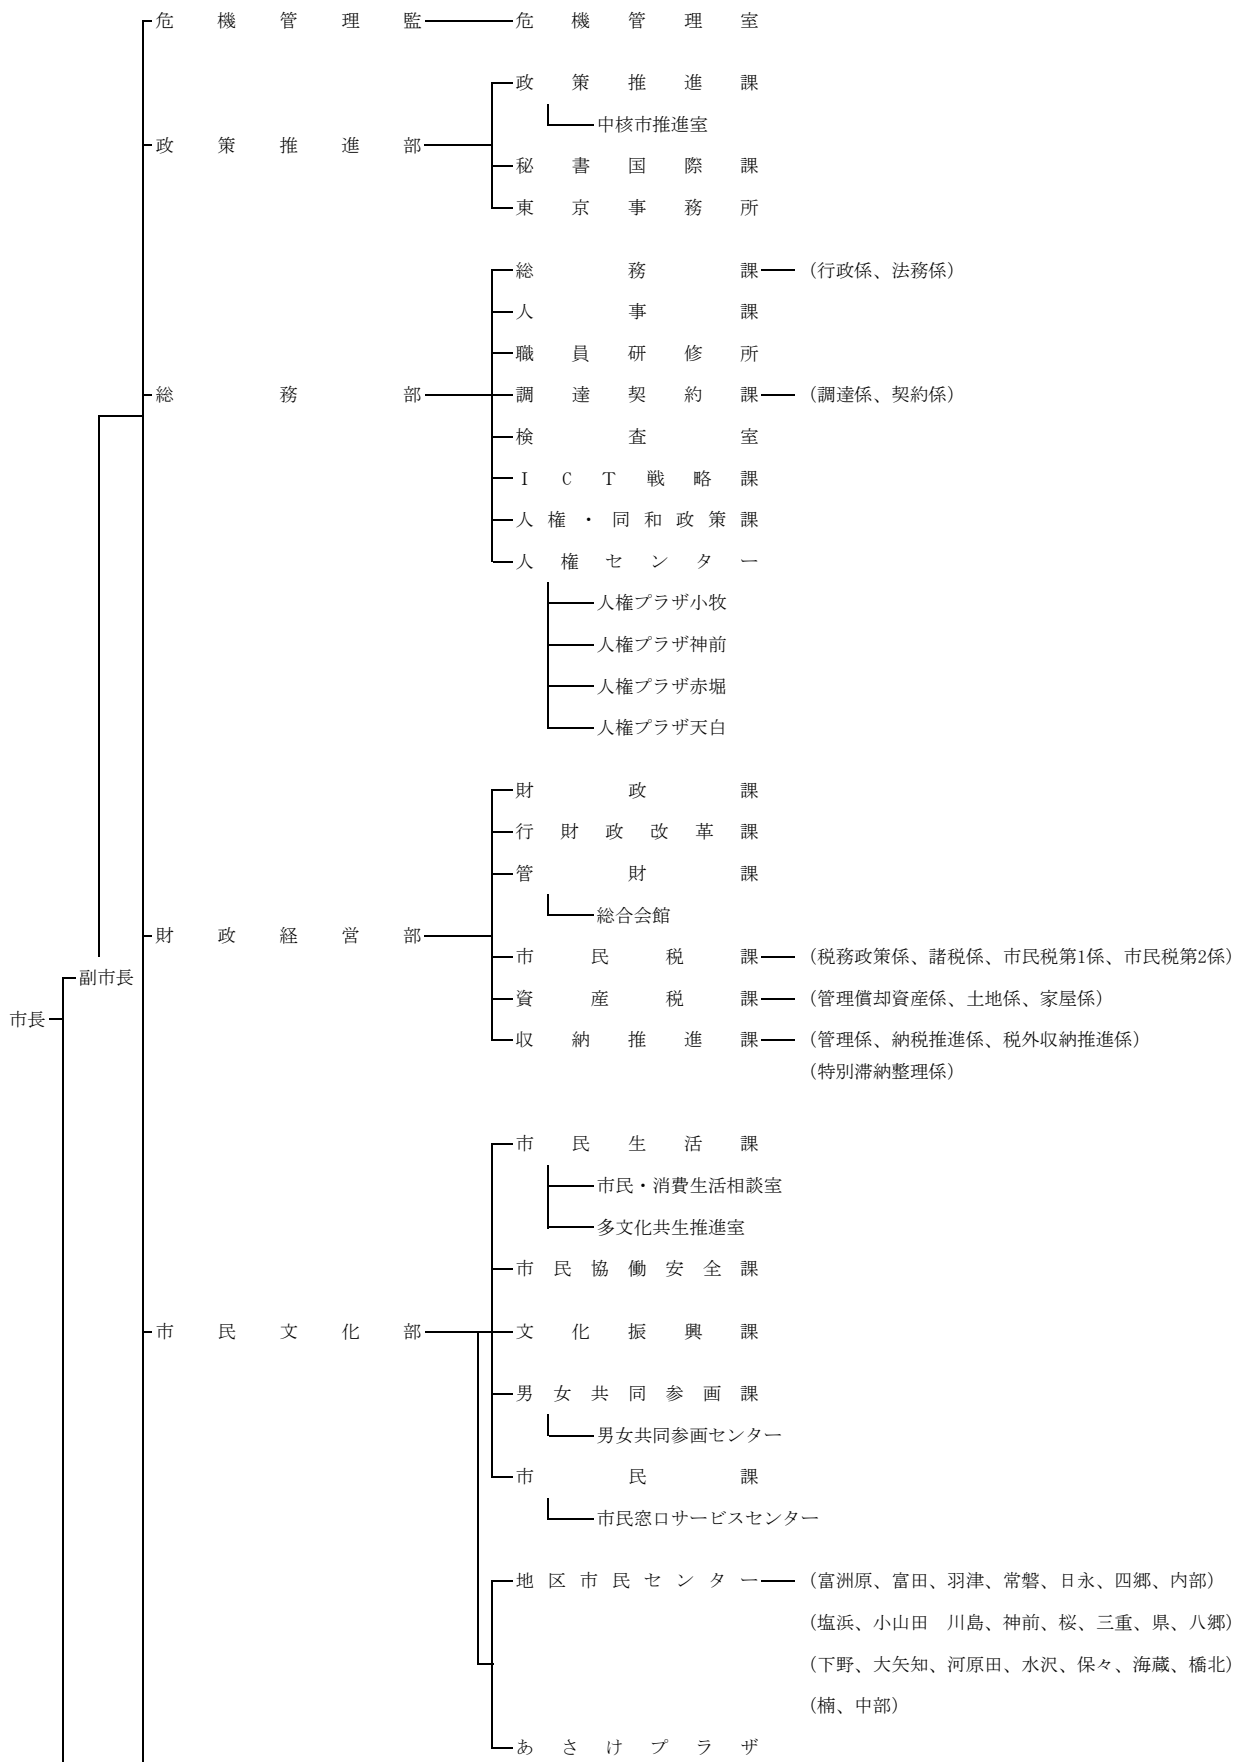 危機管理監 危機管理室
政策推進課
中核市推進室
政策推進部
秘書国際課
東京事務所
総務課 (行政係、法務係)
人事課
職員研修所
総務部 調達契約課 (調達係、契約係)
検査室
ICT戦略課
人権・同和政策課
人権センター
人権プラザ小牧
人権プラザ神前
人権プラザ赤堀
人権プラザ天白
財政課
行財政改革課
管財課
総合会館
財政経営部
市民税課 (税務政策係、諸税係、市民税第1係、市民税第2係)
副市長
資産税課 (管理償却資産係、土地係、家屋係)
市長
収納推進課 (管理係、納税推進係、税外収納推進係)
(特別滞納整理係)
市民生活課
市民・消費生活相談室
多文化共生推進室
市民協働安全課
市民文化部 文化振興課
男女共同参画課
男女共同参画センター
市民課
市民窓口サービスセンター
地区市民センター (富洲原、富田、羽津、常磐、日永、四郷、内部)
(塩浜、小山田 川島、神前、桜、三重、県、八郷)
(下野、大矢知、河原田、水沢、保々、海蔵、橋北)
(楠、中部)
あさけプラザ